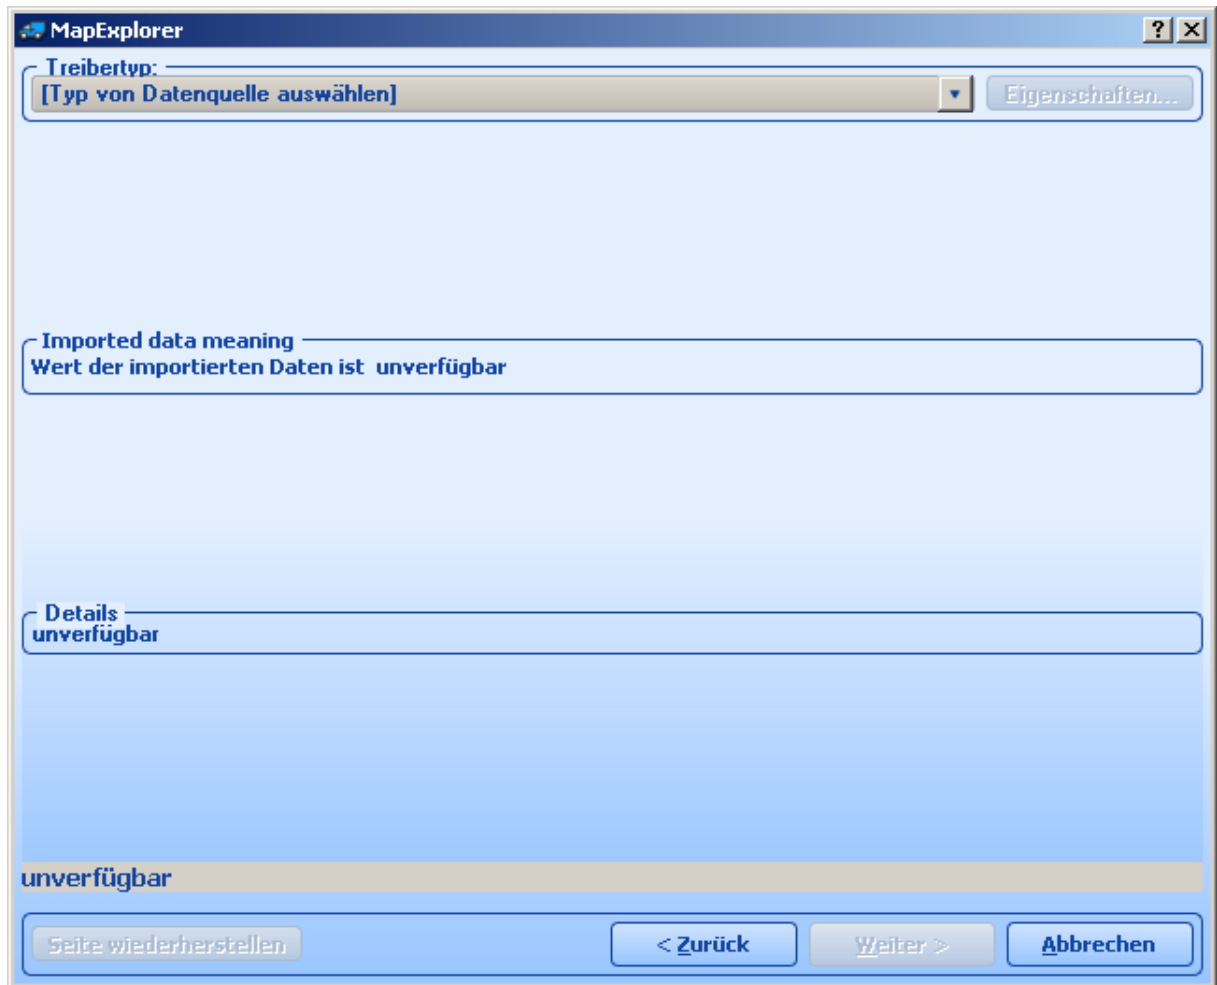 MapExplorer
Treibertyp:
[Typ von Datenquelle auswählen]
Eigenschaften...
Imported data meaning
Wert der importierten Daten ist  unverfügbar
Details
unverfügbar
unverfügbar
Seite wiederherstellen
< Zurück
Weiter >
Abbrechen